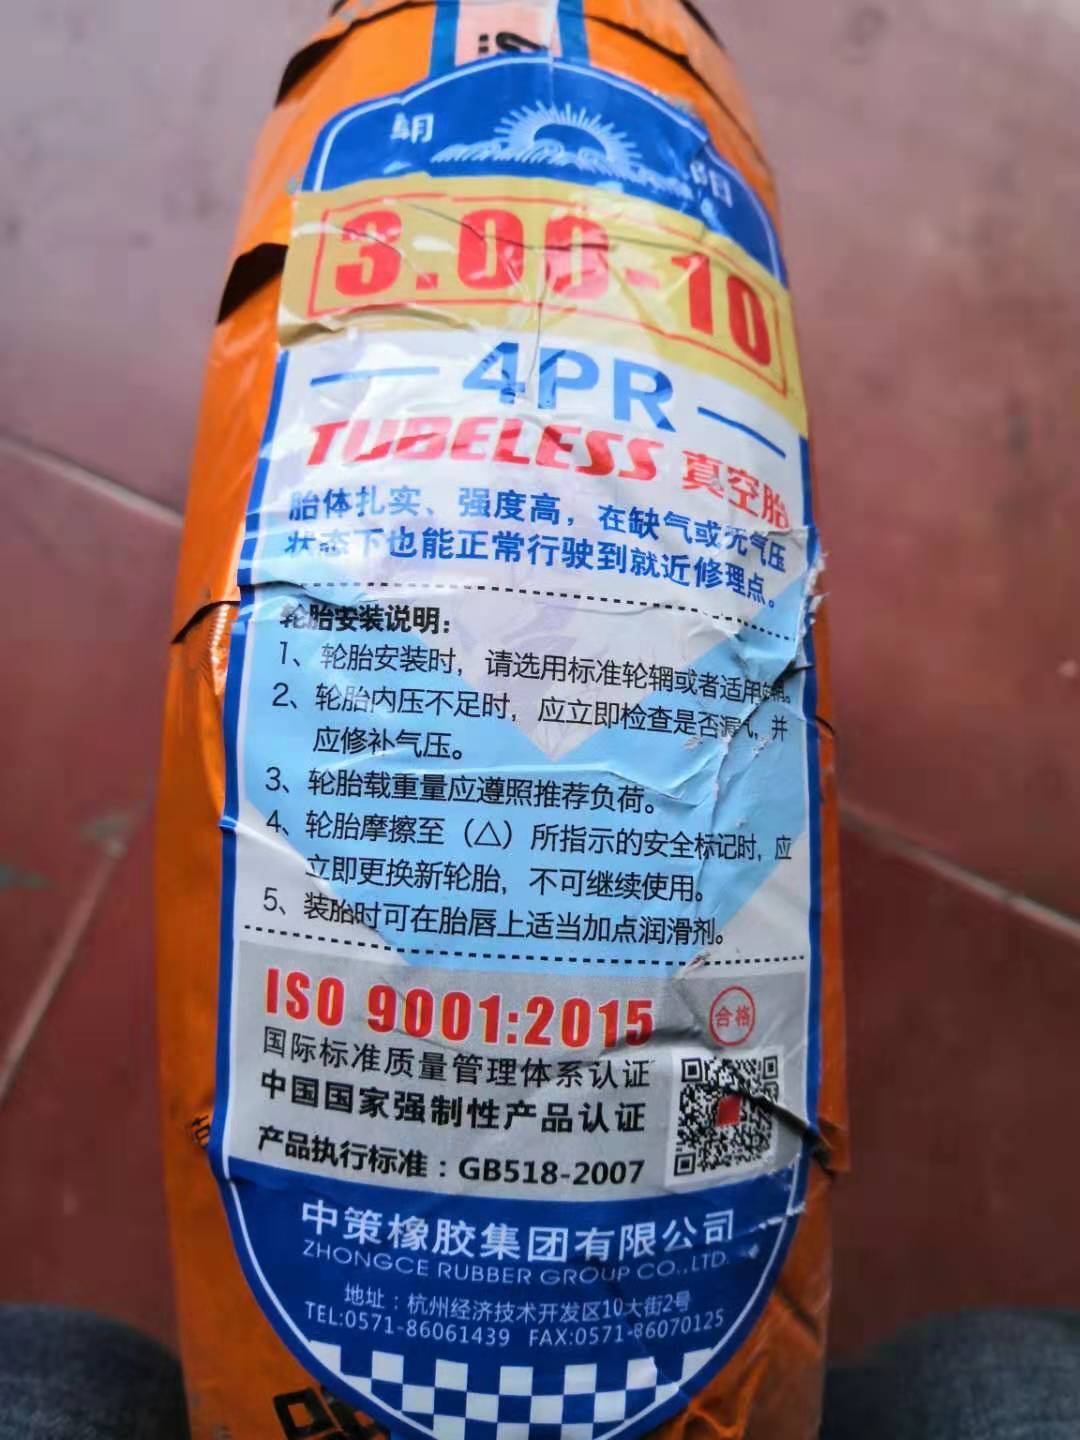 朝阳
3.00-10
4PR
TUBELESS 真空胎
胎体扎实、强度高，在缺气或无气压
状态下也能正常行驶到就近修理点。
轮胎安装说明：
1、轮胎安装时，请选用标准轮辋或者适用轮辋。
2、轮胎内压不足时，应立即检查是否漏气，并
应修补气压。
3、轮胎载重量应遵照推荐负荷。
4、轮胎摩擦至（△）所指示的安全标记时，应
立即更换新轮胎，不可继续使用。
5、装胎时可在胎唇上适当加点润滑剂。
ISO 9001:2015
合格
国际标准质量管理体系认证
中国国家强制性产品认证
产品执行标准：GB518-2007
中策橡胶集团有限公司
ZHONGCE RUBBER GROUP CO.,LTD.
地址：杭州经济技术开发区10大街2号
TEL:0571-86061439 FAX:0571-86070125